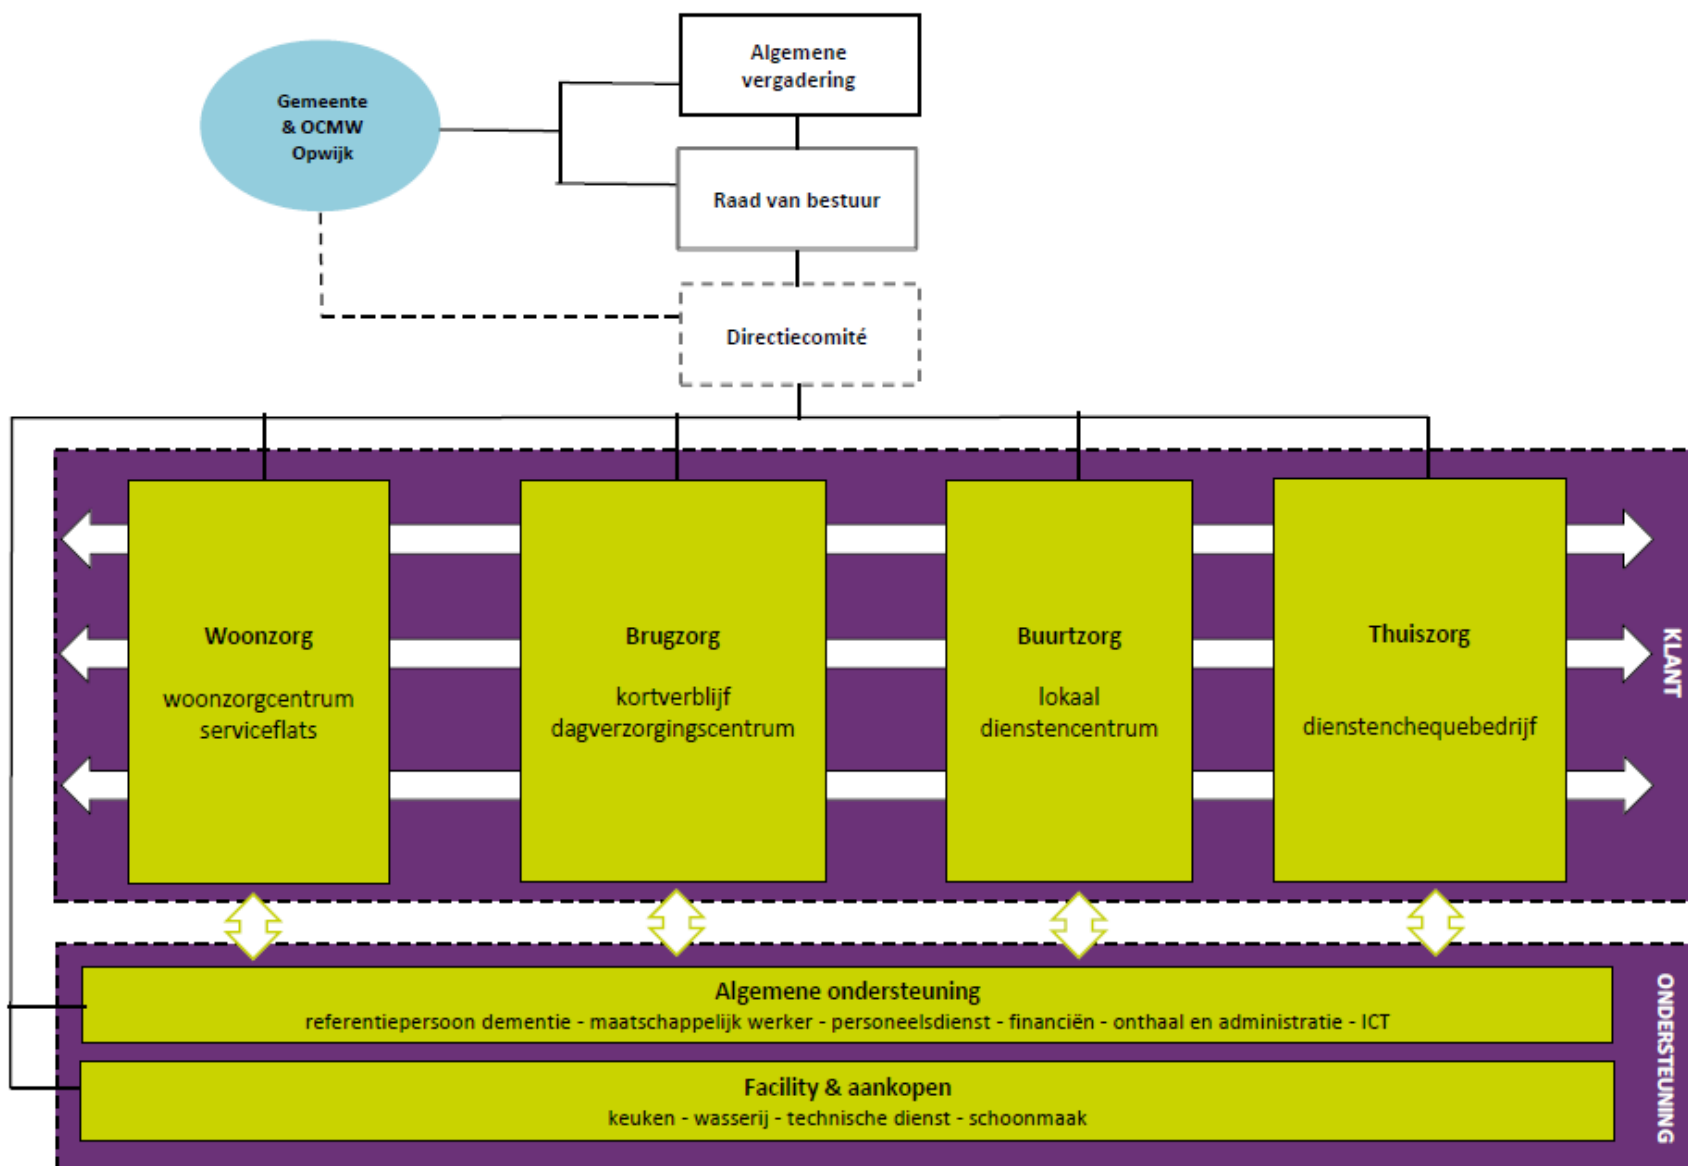 Algemene
vergadering
Gemeente
& OCMW
Opwijk
Raad van bestuur
Directiecomité
Woonzorg
woonzorgcentrum
serviceflats
Brugzorg
kortverblijf
dagverzorgingscentrum
Buurtzorg
lokaal
dienstencentrum
Thuiszorg
dienstenchequebedrijf
KLANT
Algemene ondersteuning
referentiepersoon dementie - maatschappelijk werker - personeelsdienst - financiën - onthaal en administratie - ICT
Facility & aankopen
keuken - wasserij - technische dienst - schoonmaak
ONDERSTEUNING